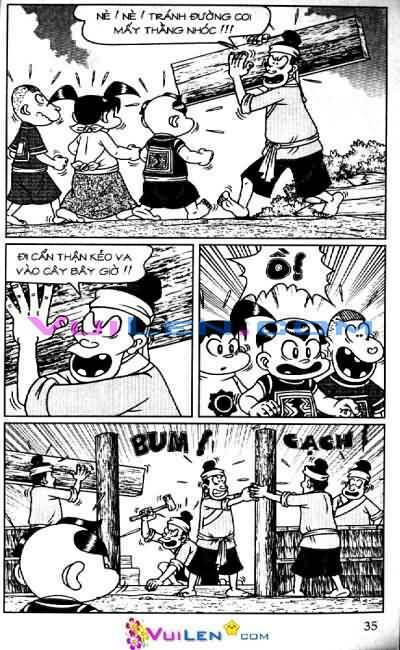 NÈ! NÈ! TRÁNH ĐƯỜNG COI
MẤY THẰNG NHÓC!!!
ĐI CẨN THẬN KẺO VA
VÀO CÂY BÂY GIỜ!!
Ồ!
VUILEN.COM
BUM!
CẠCH!
35
VUILEN.COM